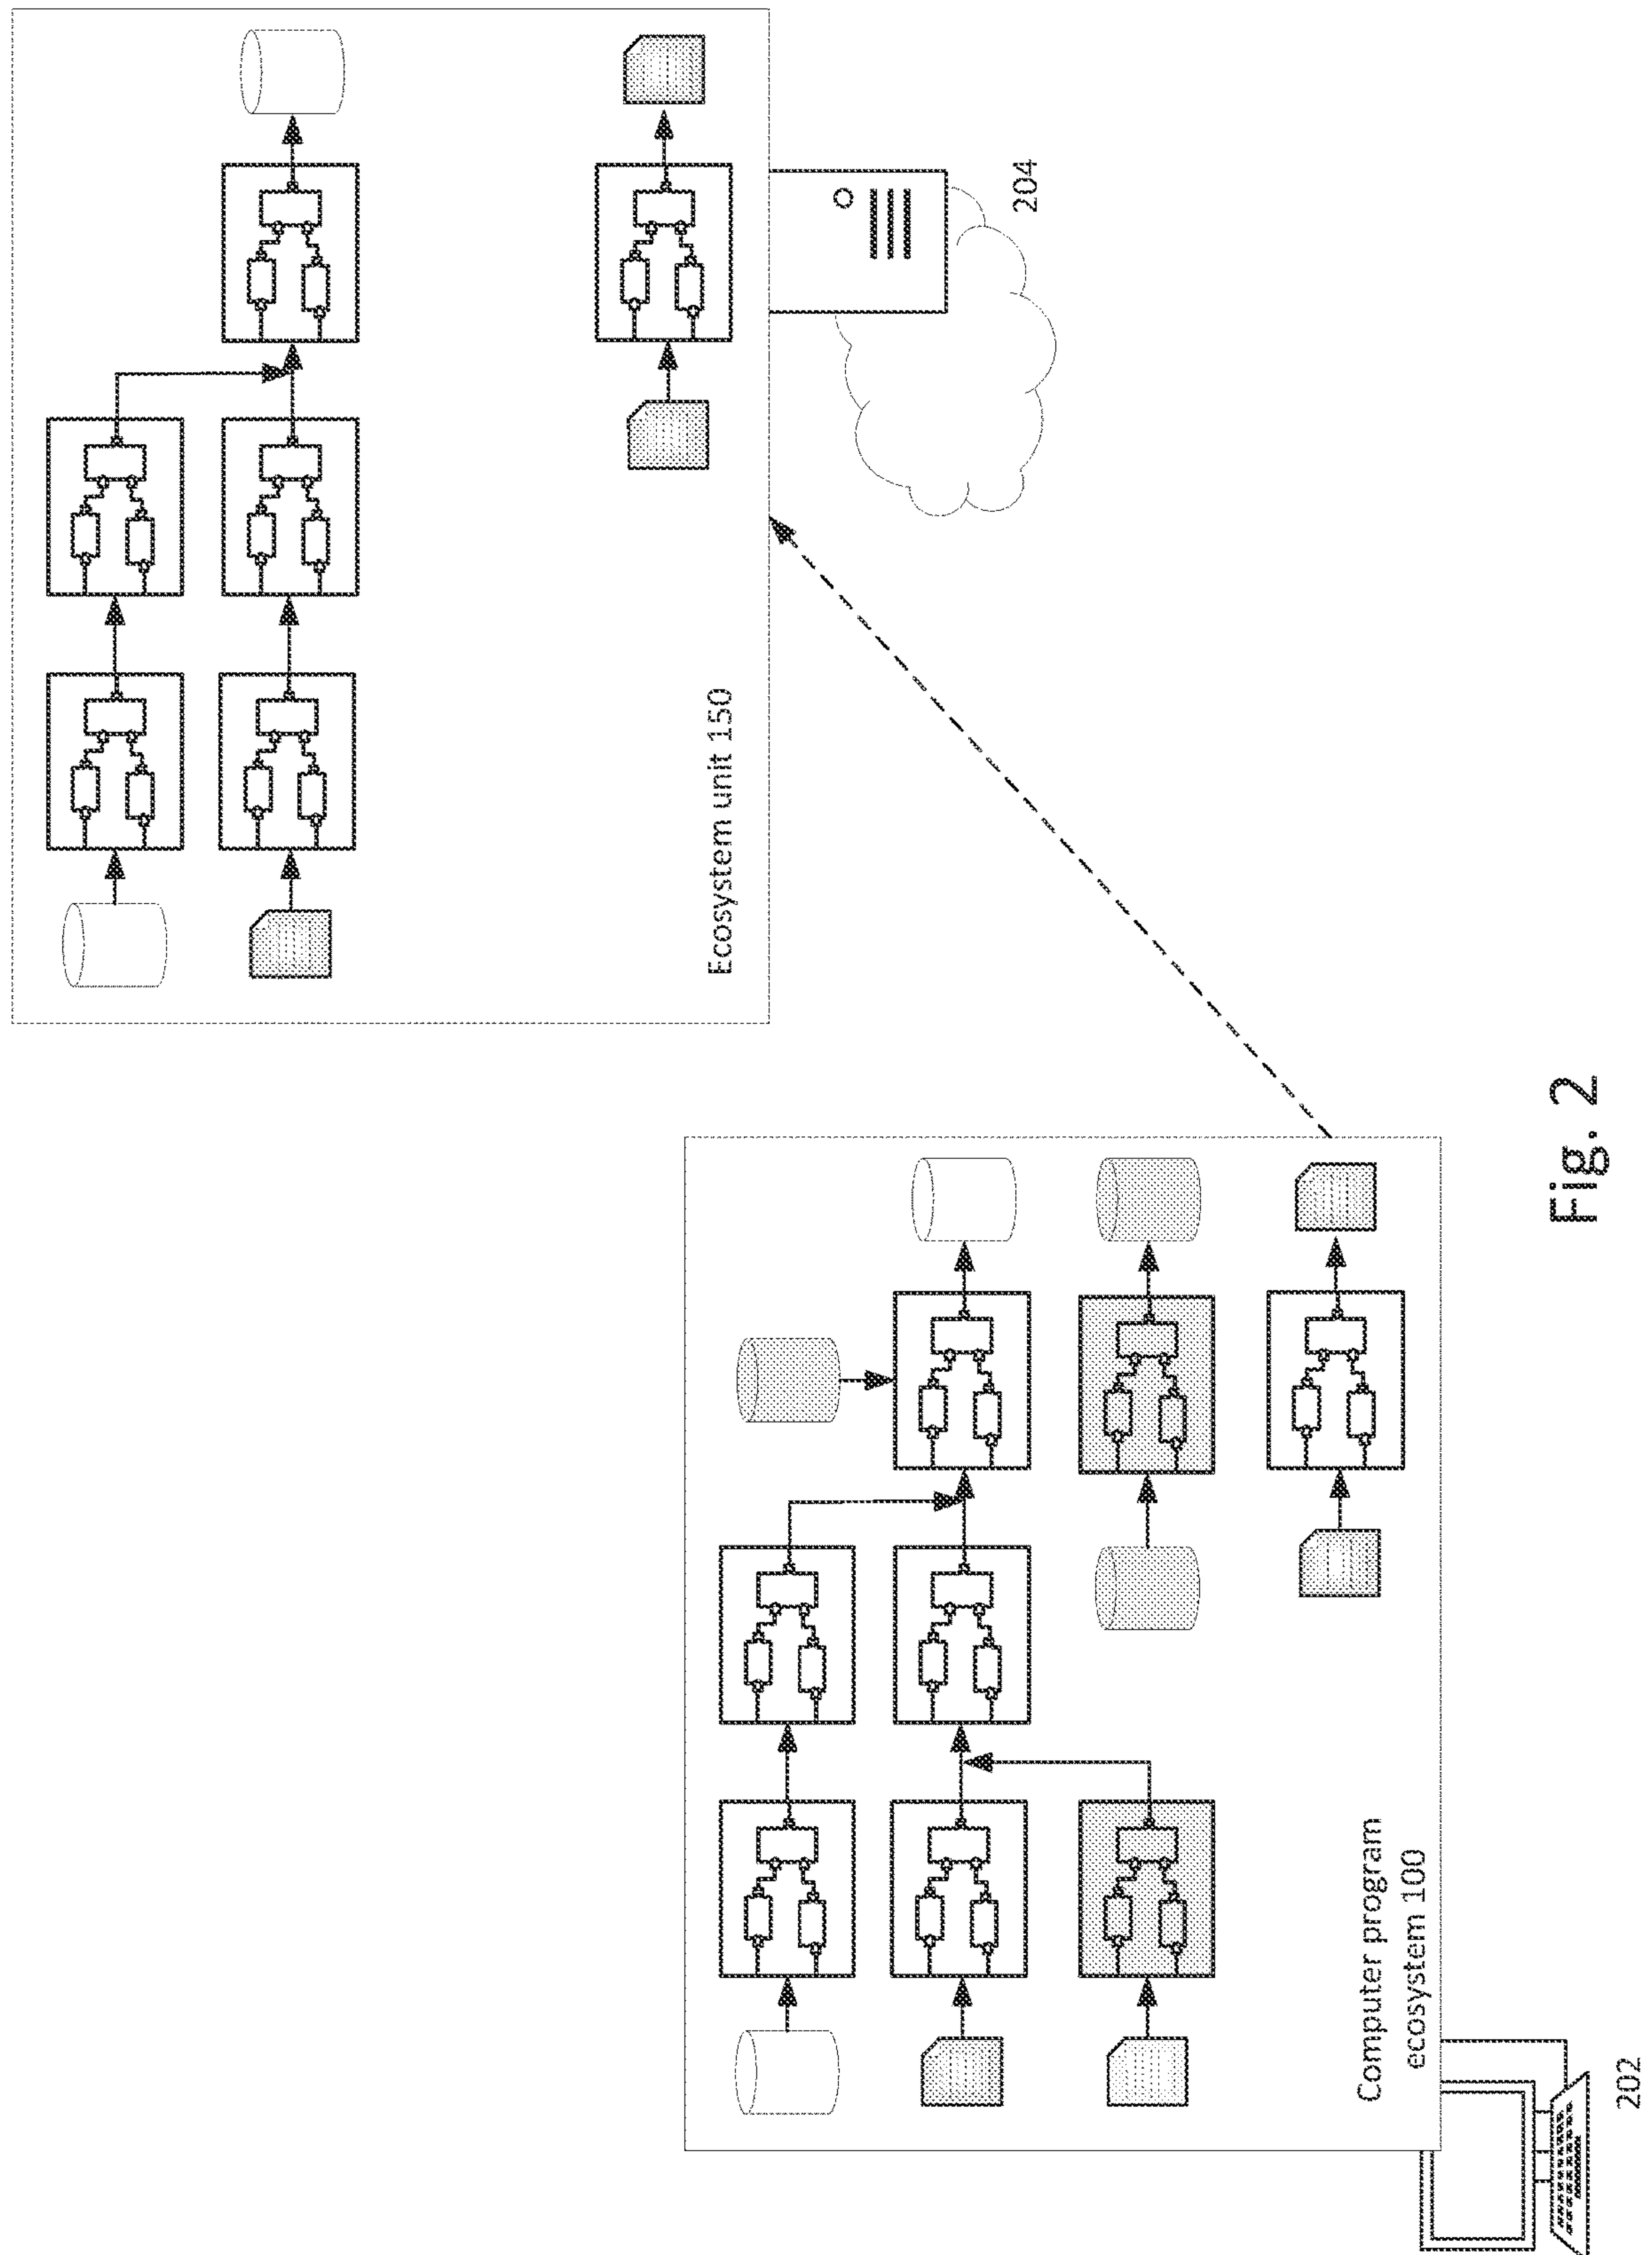 Ecosystem unit 150
204
Computer program
ecosystem 100
202
Fig. 2